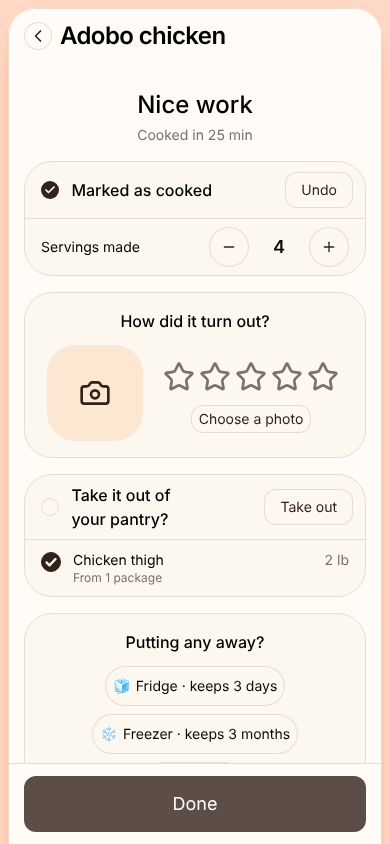 Adobo chicken
Nice work
Cooked in 25 min
Marked as cooked
Undo
Servings made
4
How did it turn out?
Choose a photo
Take it out of
your pantry?
Take out
Chicken thigh
2 lb
From 1 package
Putting any away?
Fridge · keeps 3 days
Freezer · keeps 3 months
Done